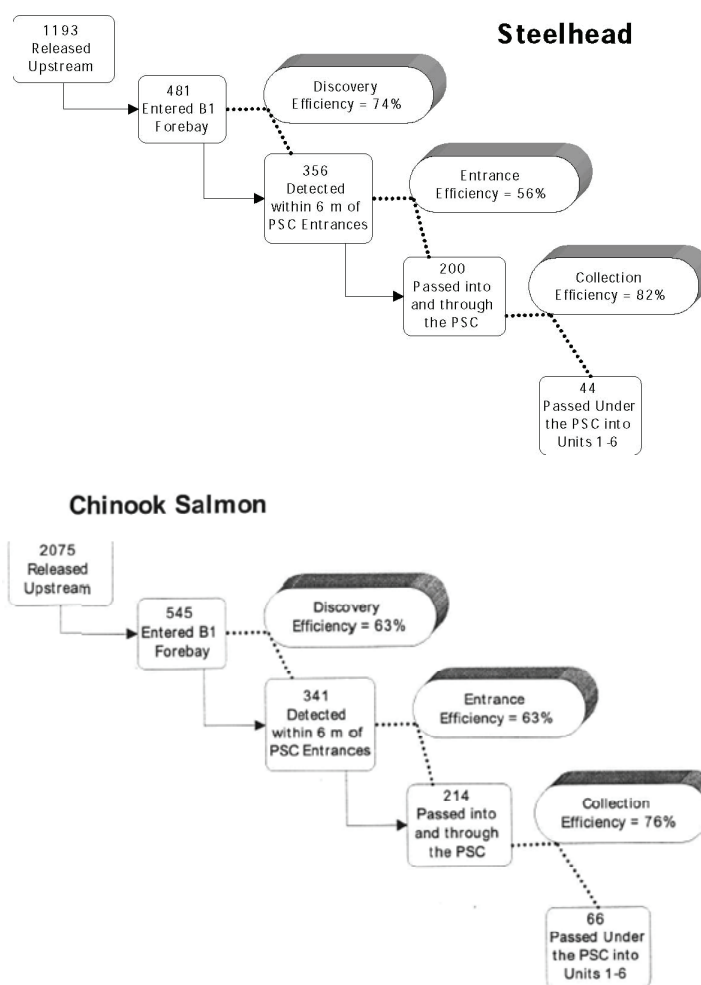 Steelhead
1193
Released
Upstream
481
Entered B1
Forebay
Discovery
Efficiency = 74%
356
Detected
within 6 m of
PSC Entrances
Entrance
Efficiency = 56%
200
Passed into
and through
the PSC
Collection
Efficiency = 82%
44
Passed Under
the PSC into
Units 1-6
Chinook Salmon
2075
Released
Upstream
545
Entered B1
Forebay
Discovery
Efficiency = 63%
341
Detected
within 6 m of
PSC Entrances
Entrance
Efficiency = 63%
214
Passed into
and through
the PSC
Collection
Efficiency = 76%
66
Passed Under
the PSC into
Units 1-6